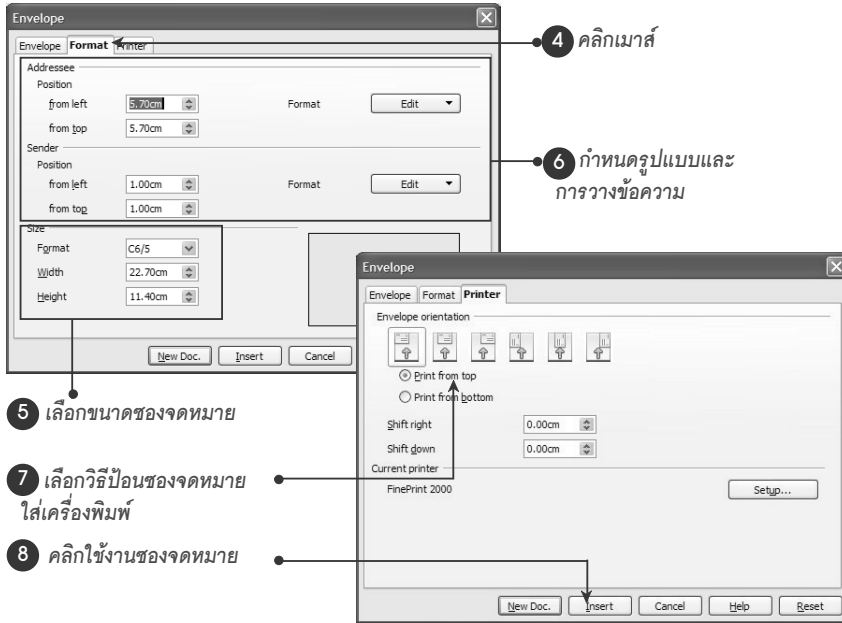 Envelope
Envelope Format Printer
4 คลิกเมาส์
Addressee
Position
from left 5.70cm Format Edit
from top 5.70cm
Sender
Position
from left 1.00cm Format Edit
from top 1.00cm
6 กำหนดรูปแบบและ
การวางข้อความ
Size
Format C6/5
Width 22.70cm
Height 11.40cm
New Doc. Insert Cancel
5 เลือกขนาดซองจดหมาย
Envelope
Envelope Format Printer
Envelope orientation
Print from top
Print from bottom
Shift right 0.00cm
Shift down 0.00cm
Current printer
FinePrint 2000 Setup...
7 เลือกวิธีป้อนซองจดหมาย
ใส่เครื่องพิมพ์
8 คลิกใช้งานซองจดหมาย
New Doc. Insert Cancel Help Reset